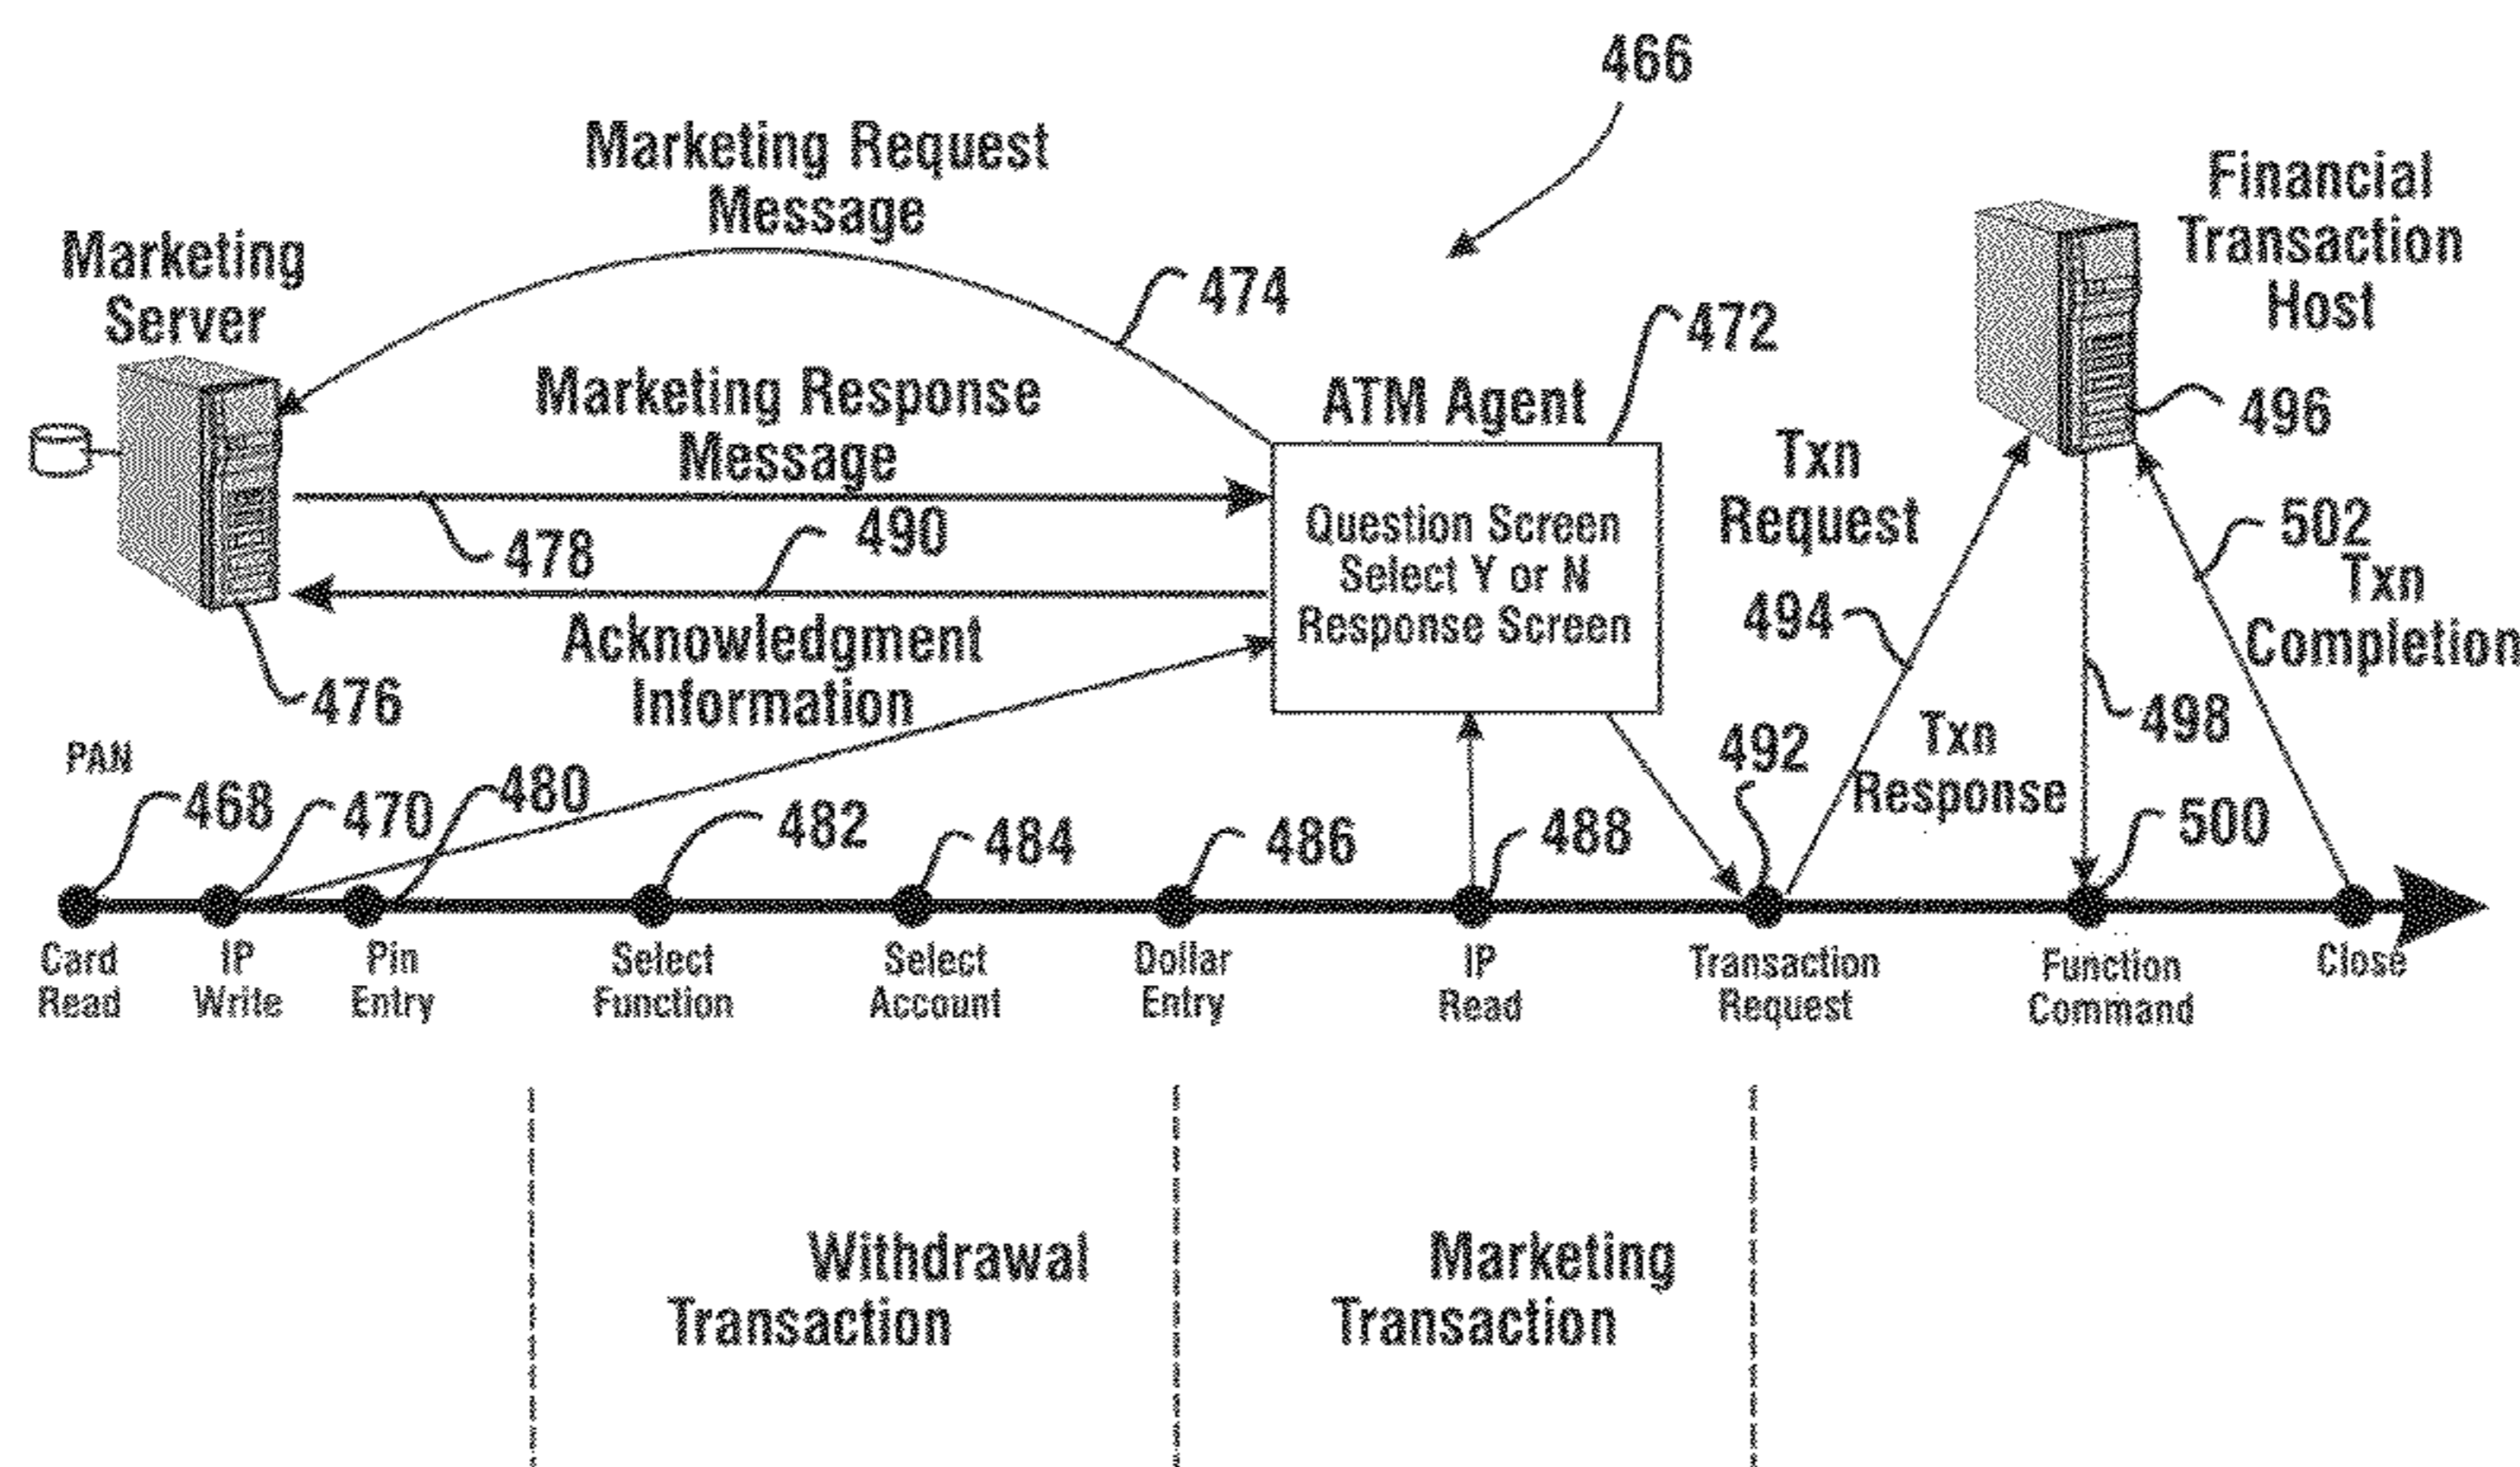 466
Marketing Request
Message
Financial
Transaction
Host
Marketing
Server
474
472
Marketing Response
Message
ATM Agent
496
Txn
Request
478
490
Question Screen
Select Y or N
Response Screen
502
Txn
Completion
494
Acknowledgment
Information
476
498
PAN
492
Txn
Response
468
470
480
482
484
486
488
500
Card
Read
IP
Write
Pin
Entry
Select
Function
Select
Account
Dollar
Entry
IP
Read
Transaction
Request
Function
Command
Close
Withdrawal
Transaction
Marketing
Transaction